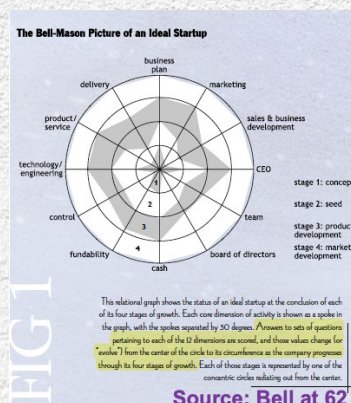 The Bell-Mason Picture of an Ideal Startup
business
plan
delivery
marketing
product/
service
sales & business
development
technology/
engineering
CEO
1
stage 1: concep
2
stage 2: seed
control
team
3
stage 3: produc
development
fundability
4
board of directors
stage 4: market
development
cash
This relational graph shows the status of an ideal startup at the conclusion of each
of its four stages of growth. Each core dimension of activity is shown as a spoke in
the graph, with the spokes separated by 30 degrees. Answers to sets of questions
pertaining to each of the 12 dimensions are scored, and those values change (or
"evolve") from the center of the circle to its circumference as the company progresses
through its four stages of growth. Each of those stages is represented by one of the
concentric circles radiating out from the center.
FIG 1
Source: Bell at 62